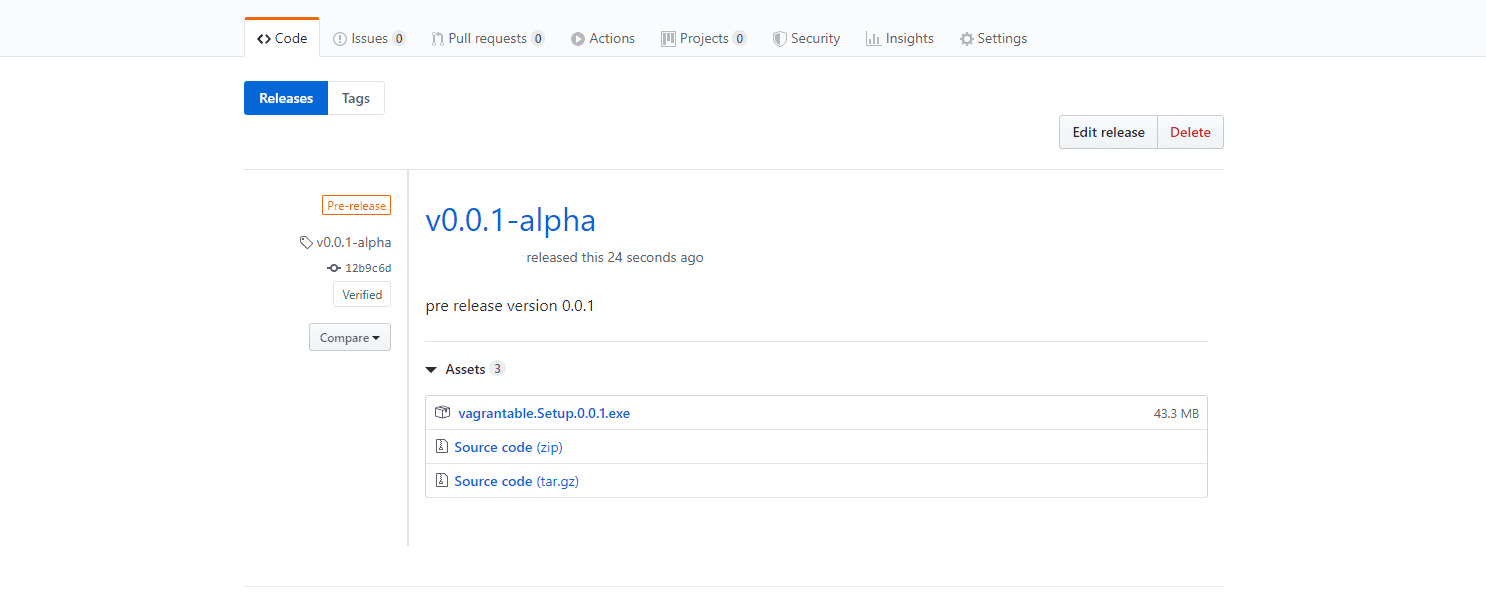 Code Issues 0 Pull requests 0 Actions Projects 0 Security Insights Settings
Releases Tags
Edit release Delete
Pre-release
v0.0.1-alpha
12b9c6d
Verified
Compare
v0.0.1-alpha
released this 24 seconds ago
pre release version 0.0.1
Assets 3
vagrantable.Setup.0.0.1.exe 43.3 MB
Source code (zip)
Source code (tar.gz)